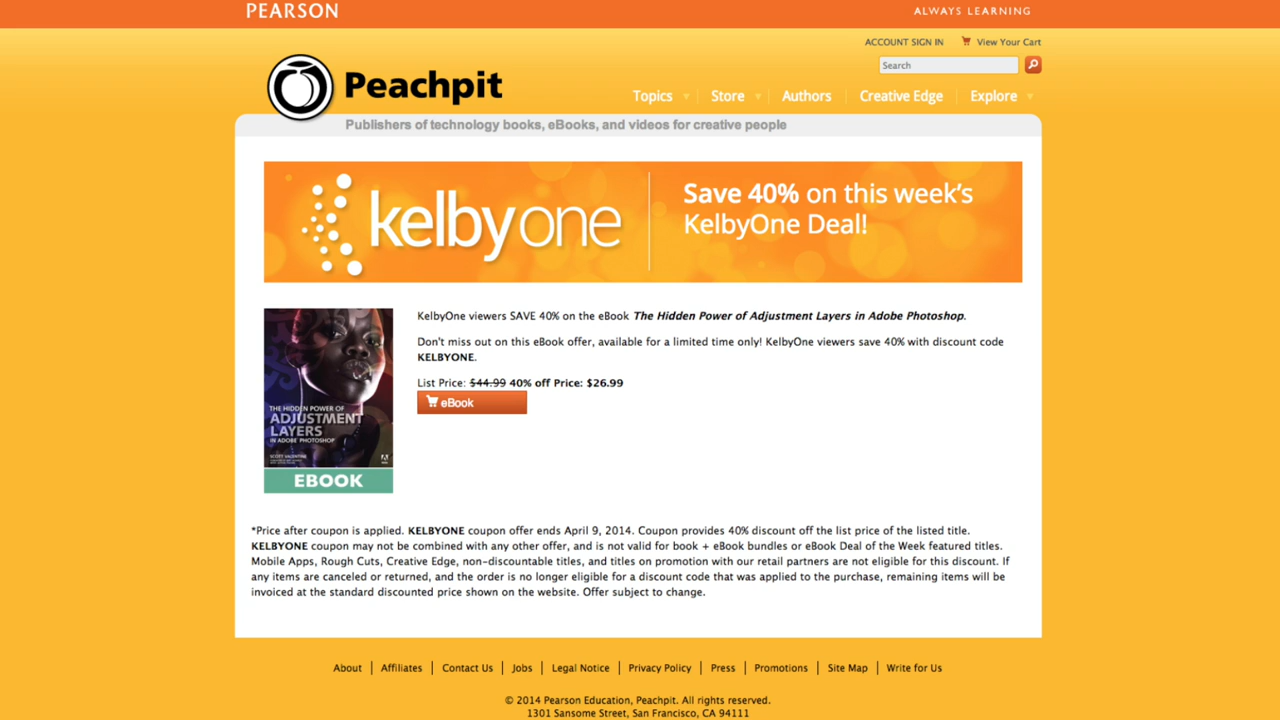 PEARSON
ALWAYS LEARNING
ACCOUNT SIGN IN
View Your Cart
Search
Peachpit
Topics
Store
Authors
Creative Edge
Explore
Publishers of technology books, eBooks, and videos for creative people
kelbyone
Save 40% on this week's
KelbyOne Deal!
THE HIDDEN POWER OF
ADJUSTMENT
LAYERS
IN ADOBE PHOTOSHOP
SCOTT VALENTINE
EBOOK
KelbyOne viewers SAVE 40% on the eBook The Hidden Power of Adjustment Layers in Adobe Photoshop.
Don't miss out on this eBook offer, available for a limited time only! KelbyOne viewers save 40% with discount code
KELBYONE.
List Price: $44.99 40% off Price: $26.99
eBook
*Price after coupon is applied. KELBYONE coupon offer ends April 9, 2014. Coupon provides 40% discount off the list price of the listed title.
KELBYONE coupon may not be combined with any other offer, and is not valid for book + eBook bundles or eBook Deal of the Week featured titles.
Mobile Apps, Rough Cuts, Creative Edge, non-discountable titles, and titles on promotion with our retail partners are not eligible for this discount. If
any items are canceled or returned, and the order is no longer eligible for a discount code that was applied to the purchase, remaining items will be
invoiced at the standard discounted price shown on the website. Offer subject to change.
About
Affiliates
Contact Us
Jobs
Legal Notice
Privacy Policy
Press
Promotions
Site Map
Write for Us
© 2014 Pearson Education, Peachpit. All rights reserved.
1301 Sansome Street, San Francisco, CA 94111